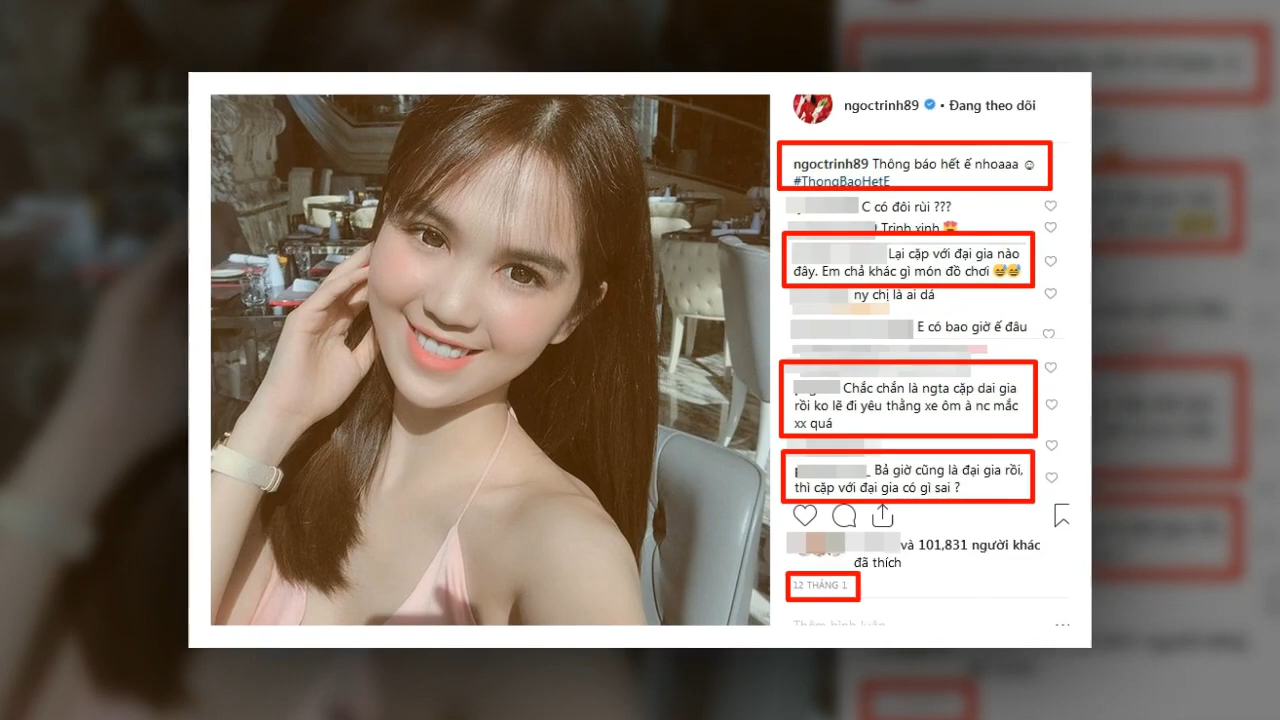 ngoctrinh89 • Đang theo dõi
ngoctrinh89 Thông báo hết ế nhoaaa ☺
#ThongBaoHetE
C có đôi rùi ???
Trinh xinh 😍
Lại cặp với đại gia nào
đây. Em chả khác gì món đồ chơi 😅😅
ny chị là ai dá
E có bao giờ ế đâu
Chắc chắn là ngta cặp dai gia
rồi ko lẽ đi yêu thằng xe ôm à nc mắc
xx quá
Bả giờ cũng là đại gia rồi,
thì cặp với đại gia có gì sai ?
và 101,831 người khác
đã thích
12 THÁNG 1
Thêm bình luận...